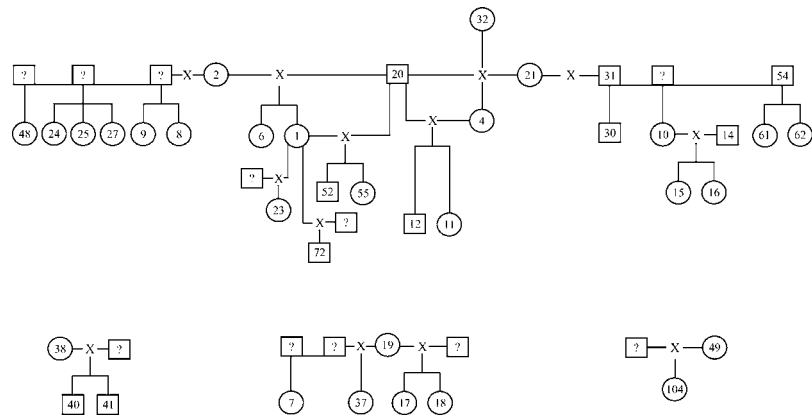 32
? ? ? X 2 X 20 X 21 X 31 ? 54
48 24 25 27 9 8 6 1 X X 4 30 10 X 14 61 62
? X 52 55 15 16
23 12 11
X ?
72
38 X ? ? ? X 19 X ? ? X 49
40 41 7 37 17 18 104